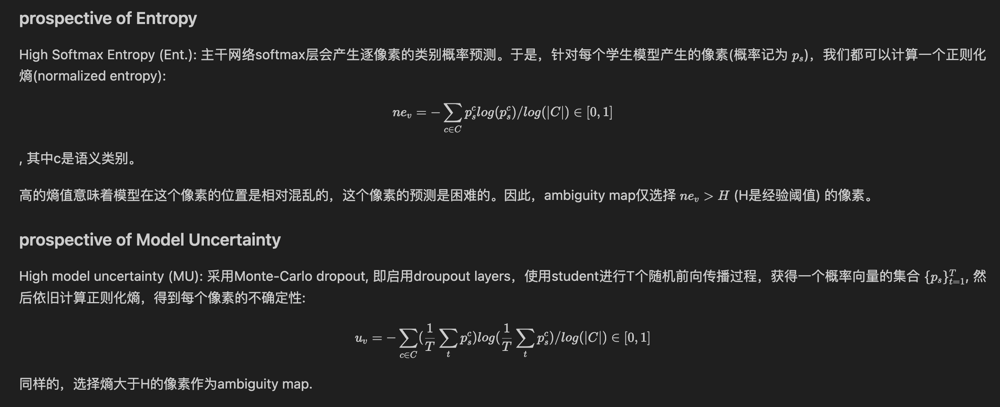 prospective of Entropy
High Softmax Entropy (Ent.): 主干网络softmax层会产生逐像素的类别概率预测。于是，针对每个学生模型产生的像素(概率记为 p_s)，我们都可以计算一个正则化
熵(normalized entropy):
ne_v = −∑_{c∈C} p_s^c log(p_s^c)/log(|C|) ∈ [0, 1]
, 其中c是语义类别。
高的熵值意味着模型在这个像素的位置是相对混乱的，这个像素的预测是困难的。因此，ambiguity map仅选择 ne_v > H (H是经验阈值) 的像素。
prospective of Model Uncertainty
High model uncertainty (MU): 采用Monte-Carlo dropout, 即启用droupout layers，使用student进行T个随机前向传播过程，获得一个概率向量的集合 {p_s}_{t=1}^T, 然
后依旧计算正则化熵，得到每个像素的不确定性:
u_v = −∑_{c∈C} (\frac{1}{T} ∑_t p_s^c)log(\frac{1}{T} ∑_t p_s^c)/log(|C|) ∈ [0, 1]
同样的，选择熵大于H的像素作为ambiguity map.